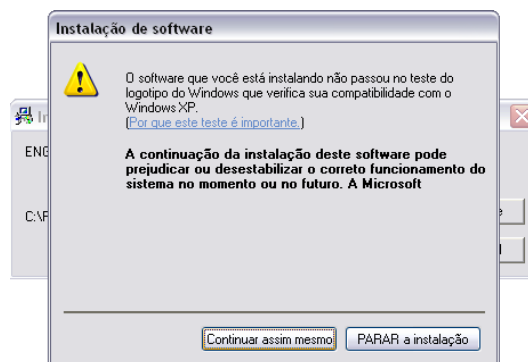 Instalação de software
O software que você está instalando não passou no teste do
logotipo do Windows que verifica sua compatibilidade com o
Windows XP.
(Por que este teste é importante.)
A continuação da instalação deste software pode
prejudicar ou desestabilizar o correto funcionamento do
sistema no momento ou no futuro. A Microsoft
ENG
C:\F
Continuar assim mesmo
PARAR a instalação